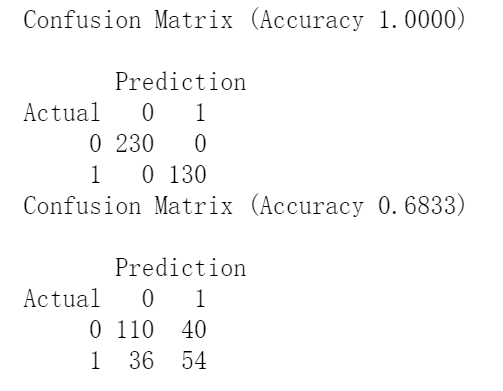 Confusion Matrix (Accuracy 1.0000)
Prediction
Actual 0 1
0 230 0
1 0 130
Confusion Matrix (Accuracy 0.6833)
Prediction
Actual 0 1
0 110 40
1 36 54